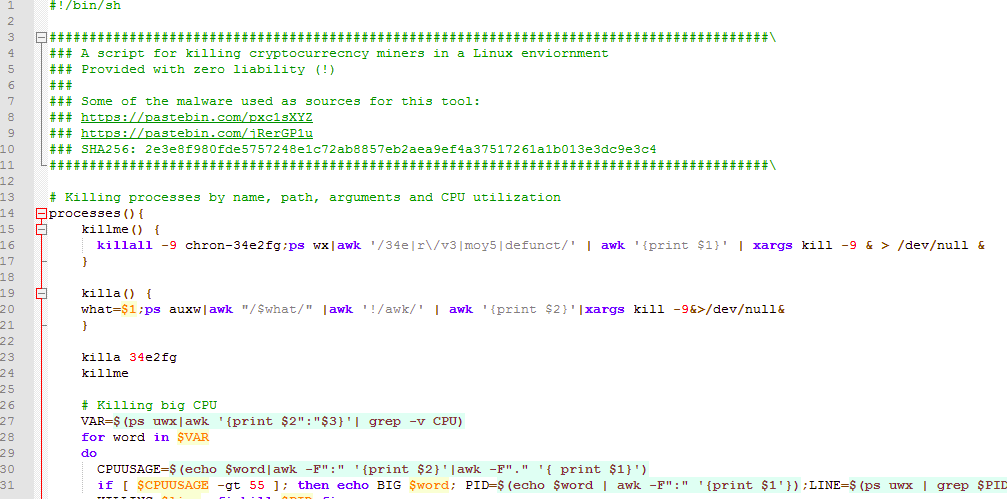 1 #!/bin/sh
2
3 ##########################################################################################\
4 ### A script for killing cryptocurrecncy miners in a Linux enviornment
5 ### Provided with zero liability (!)
6 ###
7 ### Some of the malware used as sources for this tool:
8 ### https://pastebin.com/pxc1sXYZ
9 ### https://pastebin.com/jRerGP1u
10 ### SHA256: 2e3e8f980fde5757248e1c72ab8857eb2aea9ef4a37517261a1b013e3dc9e3c4
11 ##########################################################################################\
12
13 # Killing processes by name, path, arguments and CPU utilization
14 processes(){
15 killme() {
16 killall -9 chron-34e2fg;ps wx|awk '/34e|r\/v3|moy5|defunct/' | awk '{print $1}' | xargs kill -9 & > /dev/null &
17 }
18
19 killa() {
20 what=$1;ps auxw|awk "/$what/" |awk '!/awk/' | awk '{print $2}'|xargs kill -9&>/dev/null&
21 }
22
23 killa 34e2fg
24 killme
25
26 # Killing big CPU
27 VAR=$(ps uwx|awk '{print $2":"$3}'| grep -v CPU)
28 for word in $VAR
29 do
30 CPUUSAGE=$(echo $word|awk -F":" '{print $2}'|awk -F"." '{ print $1}')
31 if [ $CPUUSAGE -gt 55 ]; then echo BIG $word; PID=$(echo $word | awk -F":" '{print $1'});LINE=$(ps uwx | grep $PID